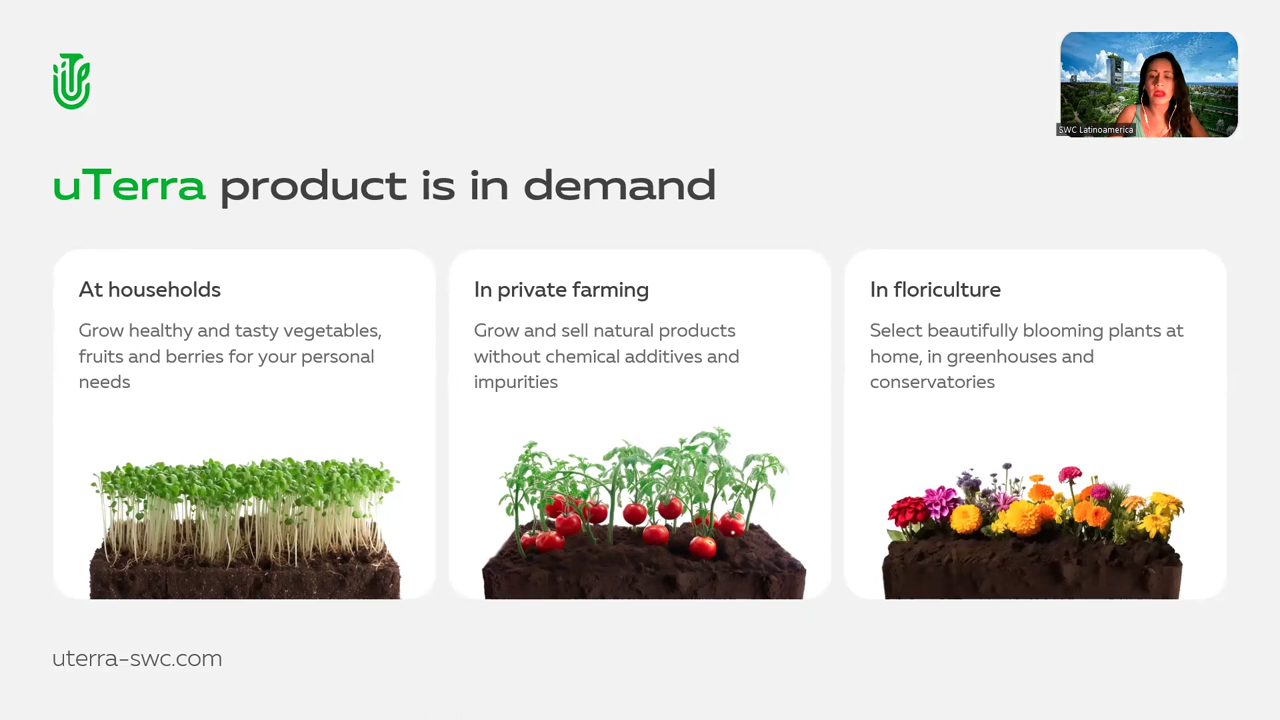 SWC Latinoamerica
uTerra product is in demand
At households
Grow healthy and tasty vegetables,
fruits and berries for your personal
needs
In private farming
Grow and sell natural products
without chemical additives and
impurities
In floriculture
Select beautifully blooming plants at
home, in greenhouses and
conservatories
uterra-swc.com